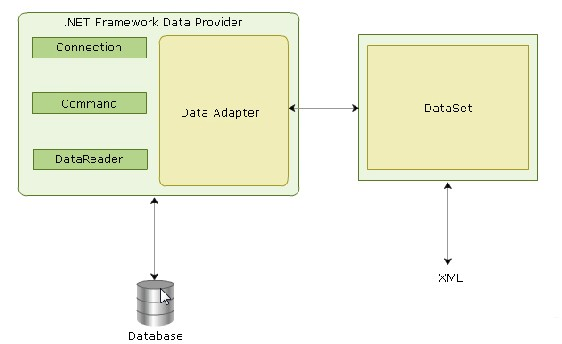 .NET Framework Data Provider
Connection
Command
DataReader
Data Adapter
DataSet
XML
Database